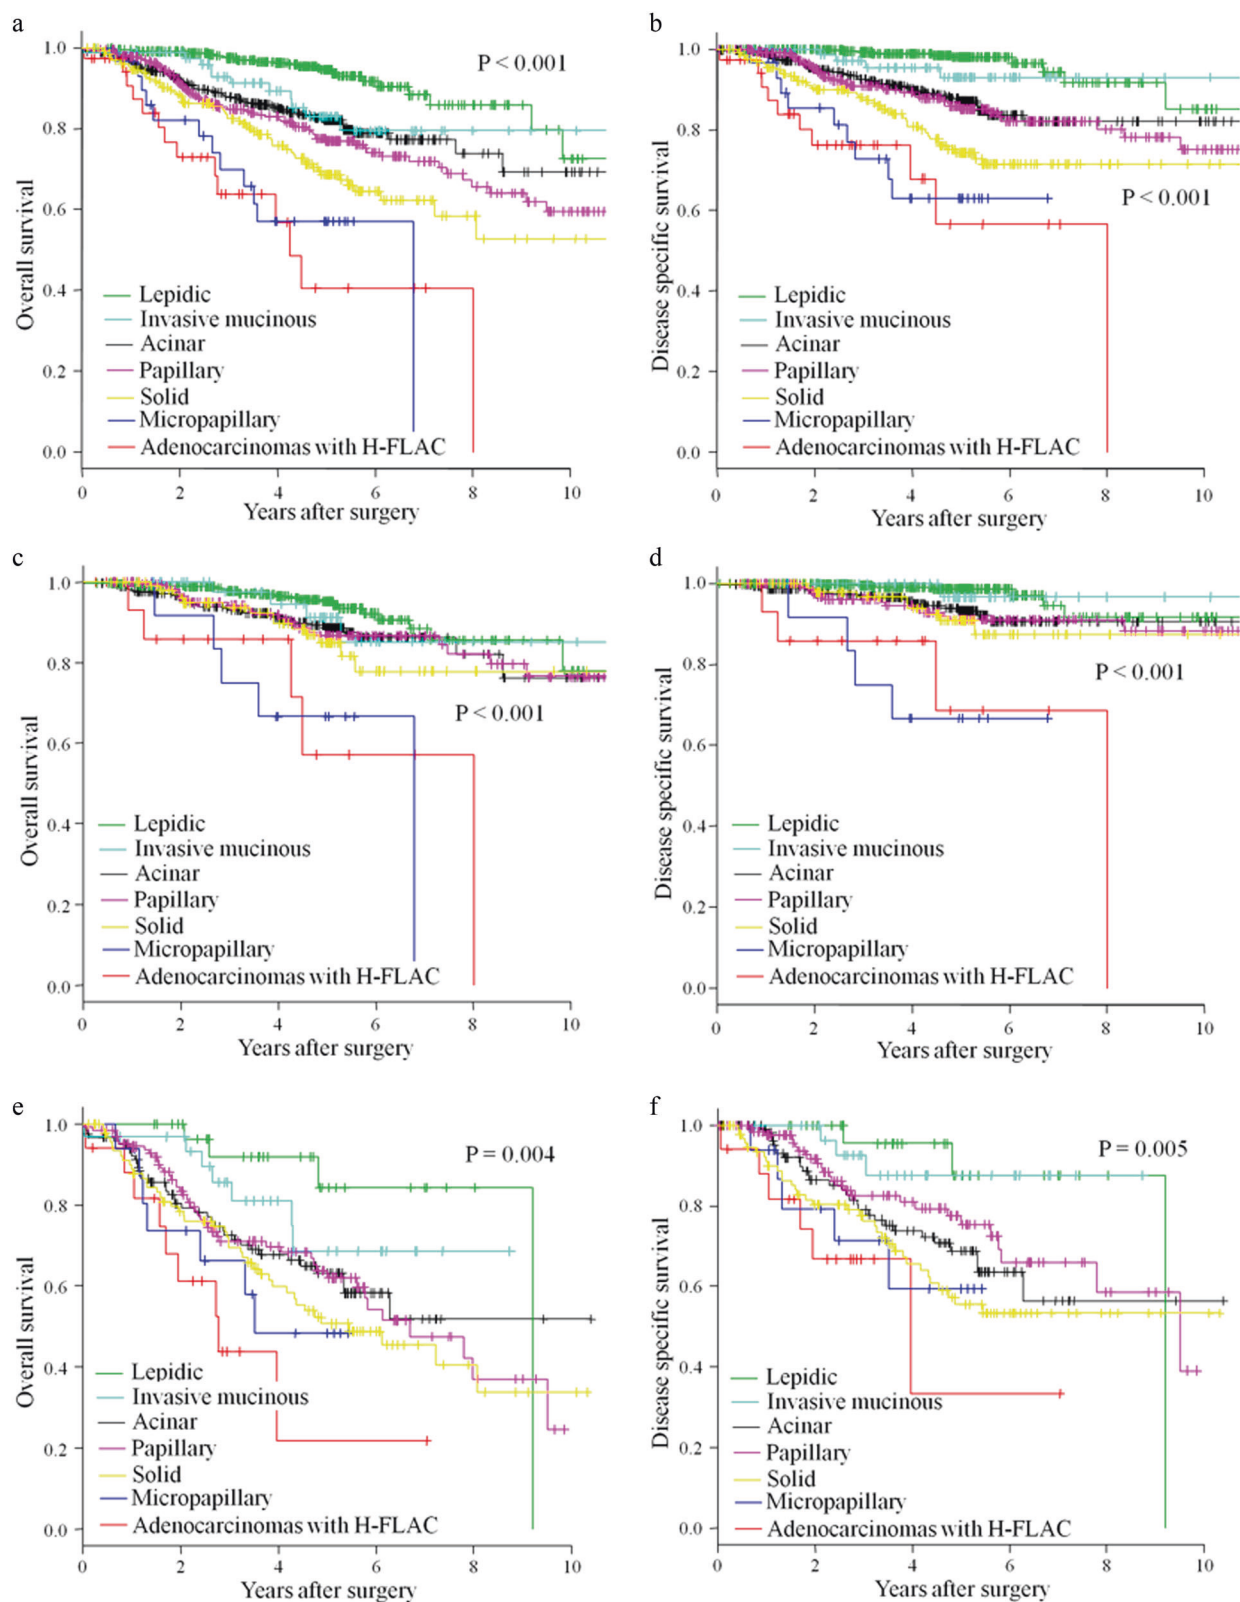 a
P < 0.001
1.0
0.8
0.6
0.4
0.2
0.0
Overall survival
Lepidic
Invasive mucinous
Acinar
Papillary
Solid
Micropapillary
Adenocarcinomas with H-FLAC
0 2 4 6 8 10
Years after surgery
b
1.0
0.8
0.6
0.4
0.2
0.0
Disease specific survival
P < 0.001
Lepidic
Invasive mucinous
Acinar
Papillary
Solid
Micropapillary
Adenocarcinomas with H-FLAC
0 2 4 6 8 10
Years after surgery
c
1.0
0.8
0.6
0.4
0.2
0.0
Overall survival
P < 0.001
Lepidic
Invasive mucinous
Acinar
Papillary
Solid
Micropapillary
Adenocarcinomas with H-FLAC
0 2 4 6 8 10
Years after surgery
d
1.0
0.8
0.6
0.4
0.2
0.0
Disease specific survival
P < 0.001
Lepidic
Invasive mucinous
Acinar
Papillary
Solid
Micropapillary
Adenocarcinomas with H-FLAC
0 2 4 6 8 10
Years after surgery
e
1.0
0.8
0.6
0.4
0.2
0.0
Overall survival
P = 0.004
Lepidic
Invasive mucinous
Acinar
Papillary
Solid
Micropapillary
Adenocarcinomas with H-FLAC
0 2 4 6 8 10
Years after surgery
f
1.0
0.8
0.6
0.4
0.2
0.0
Disease specific survival
P = 0.005
Lepidic
Invasive mucinous
Acinar
Papillary
Solid
Micropapillary
Adenocarcinomas with H-FLAC
0 2 4 6 8 10
Years after surgery